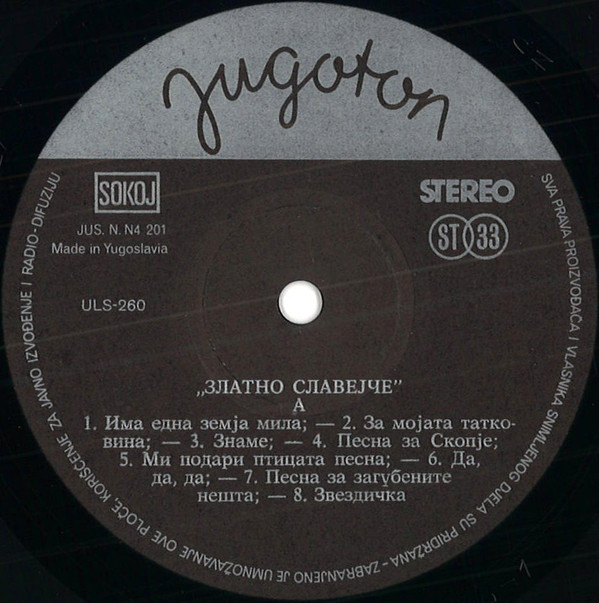 jugoton
SOKOJ
JUS. N. N4 201
Made in Yugoslavia
STEREO
ST 33
ULS-260
„ЗЛАТНО СЛАВЕЈЧЕ”
А
1. Има една земја мила; — 2. За мојата татко-
вина; — 3. Знаме; — 4. Песна за Скопје;
5. Ми подари птицата песна; — 6. Да,
да, да; — 7. Песна за загубените
нешта; — 8. Звездичка
SVA PRAVA PROIZVOĐAČA I VLASNIKA SNIMLJENOG DJELA SU PRIDRŽANA – ZABRANJENO JE UMNOŽAVANJE OVE PLOČE, KORIŠĆENJE ZA JAVNO IZVOĐENJE I RADIO-DIFUZIJU